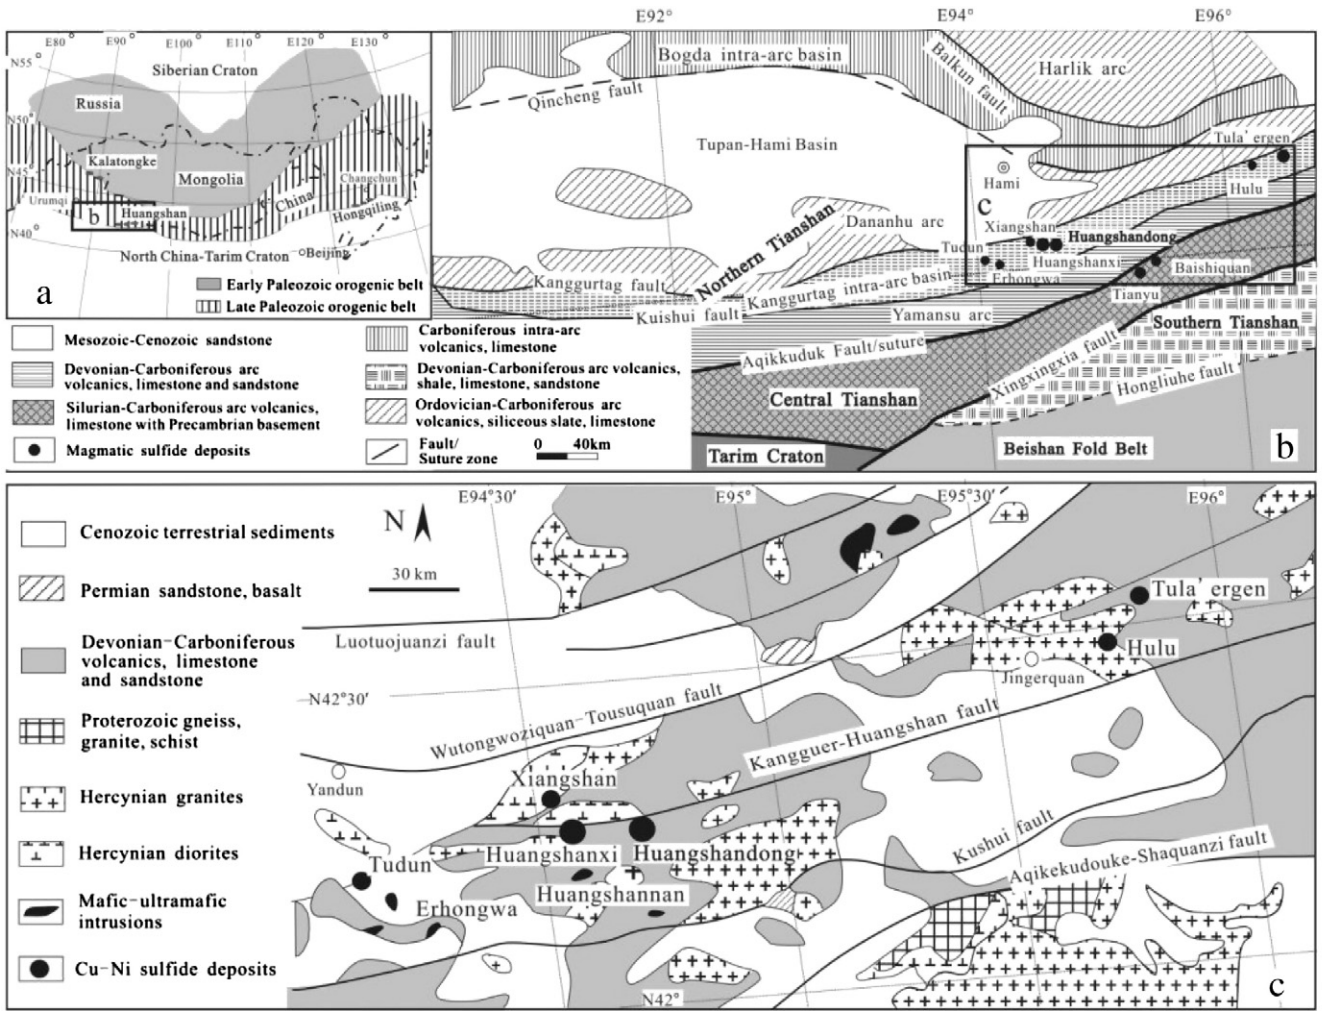 E92°
E94°
E96°
E80°
E90°
E100°
E110°
E120°
E130°
N55°
N50°
N45°
N40°
Siberian Craton
Russia
Kalatongke
Mongolia
Changchun
Urumqi
b
Huangshan
China
Hongqiling
North China-Tarim Craton
Beijing
a
Early Paleozoic orogenic belt
Late Paleozoic orogenic belt
Bogda intra-arc basin
Balkun fault
Harlik arc
Qincheng fault
Tupan-Hami Basin
Tula' ergen
Hami
Hulu
c
Dananhu arc
Xiangshan
Huangshandong
Northern Tianshan
Tudun
Huangshanxi
Baishiquan
Erhongwa
Kanggurtag fault
Kanggurtag intra-arc basin
Tianyu
Kuishui fault
Yamansu arc
Southern Tianshan
Aqikkuduk Fault/suture
Xingxingxia fault
Hongliuhe fault
Central Tianshan
Tarim Craton
Beishan Fold Belt
b
Mesozoic-Cenozoic sandstone
Devonian-Carboniferous arc
volcanics, limestone and sandstone
Silurian-Carboniferous arc volcanics,
limestone with Precambrian basement
Magmatic sulfide deposits
Carboniferous intra-arc
volcanics, limestone
Devonian-Carboniferous arc volcanics,
shale, limestone, sandstone
Ordovician-Carboniferous arc
volcanics, siliceous slate, limestone
Fault/
Suture zone
0 40km
E94°30′
E95°
E95°30′
E96°
Cenozoic terrestrial sediments
Permian sandstone, basalt
Devonian-Carboniferous
volcanics, limestone
and sandstone
Proterozoic gneiss,
granite, schist
Hercynian granites
Hercynian diorites
Mafic-ultramafic
intrusions
Cu-Ni sulfide deposits
N
30 km
Luotuojuanzi fault
Tula' ergen
Hulu
Jingerquan
N42°30′
Wutongwoziquan-Tousuquan fault
Kangguer-Huangshan fault
Yandun
Xiangshan
Huangshanxi
Huangshandong
Kushui fault
Tudun
Huangshannan
Aqikekudouke-Shaquanzi fault
Erhongwa
N42°
c